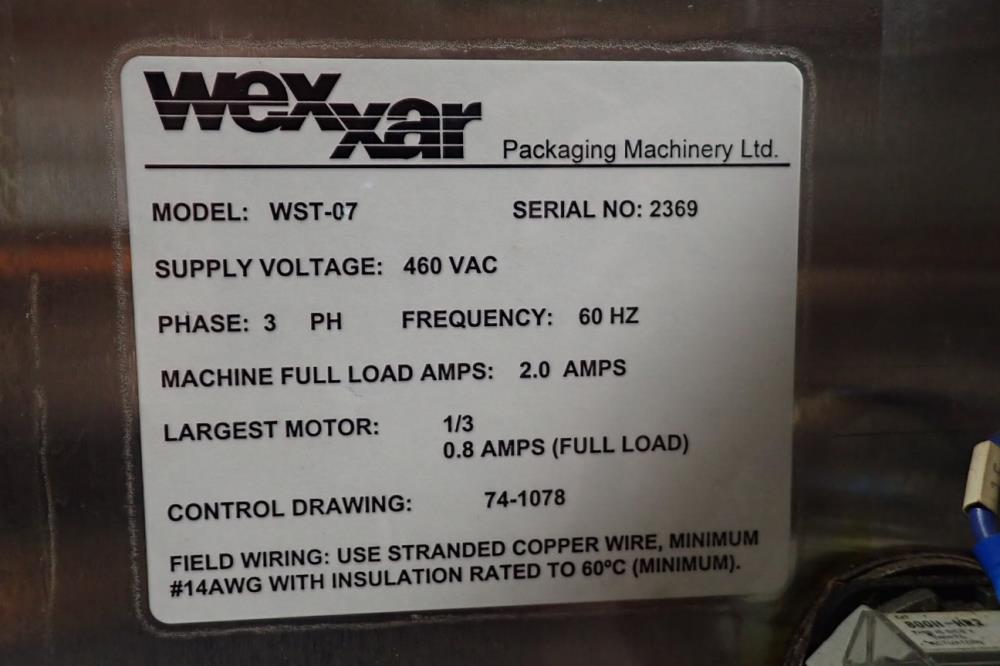 wexxar
Packaging Machinery Ltd.
MODEL: WST-07 SERIAL NO: 2369
SUPPLY VOLTAGE: 460 VAC
PHASE: 3 PH FREQUENCY: 60 HZ
MACHINE FULL LOAD AMPS: 2.0 AMPS
LARGEST MOTOR: 1/3
0.8 AMPS (FULL LOAD)
CONTROL DRAWING: 74-1078
FIELD WIRING: USE STRANDED COPPER WIRE, MINIMUM
#14AWG WITH INSULATION RATED TO 60ºC (MINIMUM).